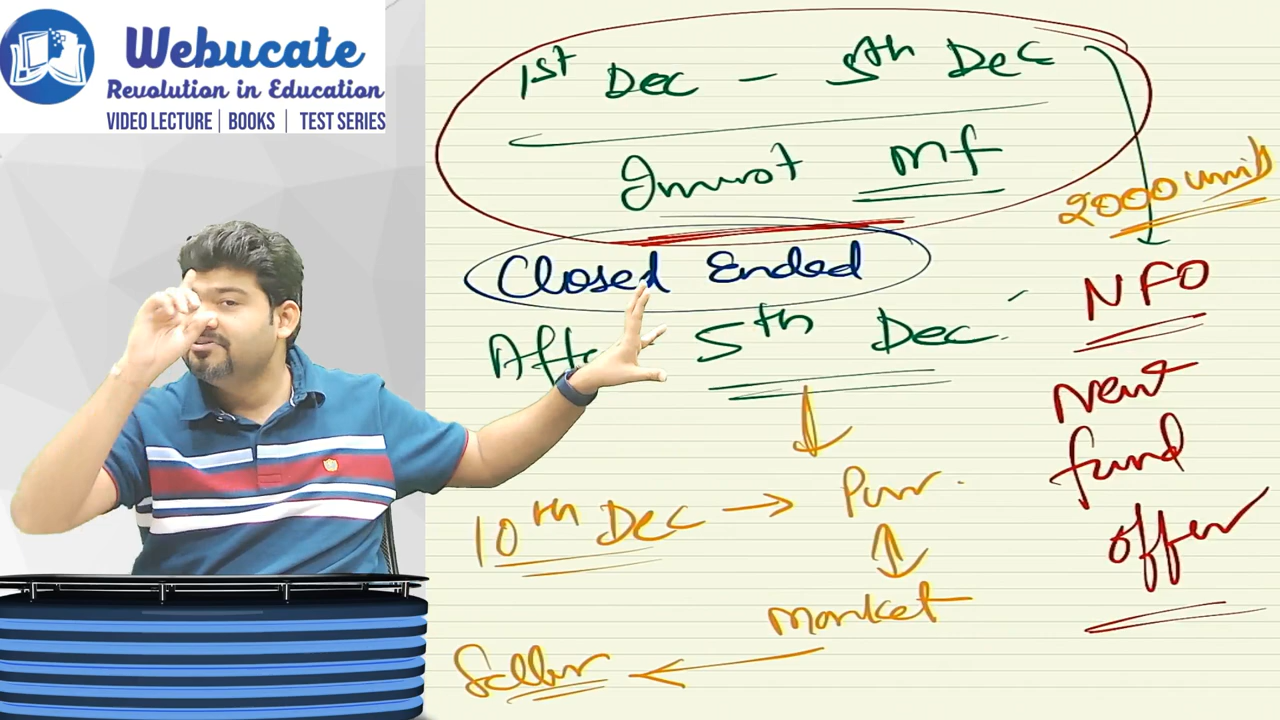 Webucate
Revolution in Education
VIDEO LECTURE | BOOKS | TEST SERIES
1st Dec - 5th Dec
Invest MF
2000 units
Closed Ended
NFO
After 5th Dec.
New
fund
offer
10th Dec → Pur.
Market
Seller